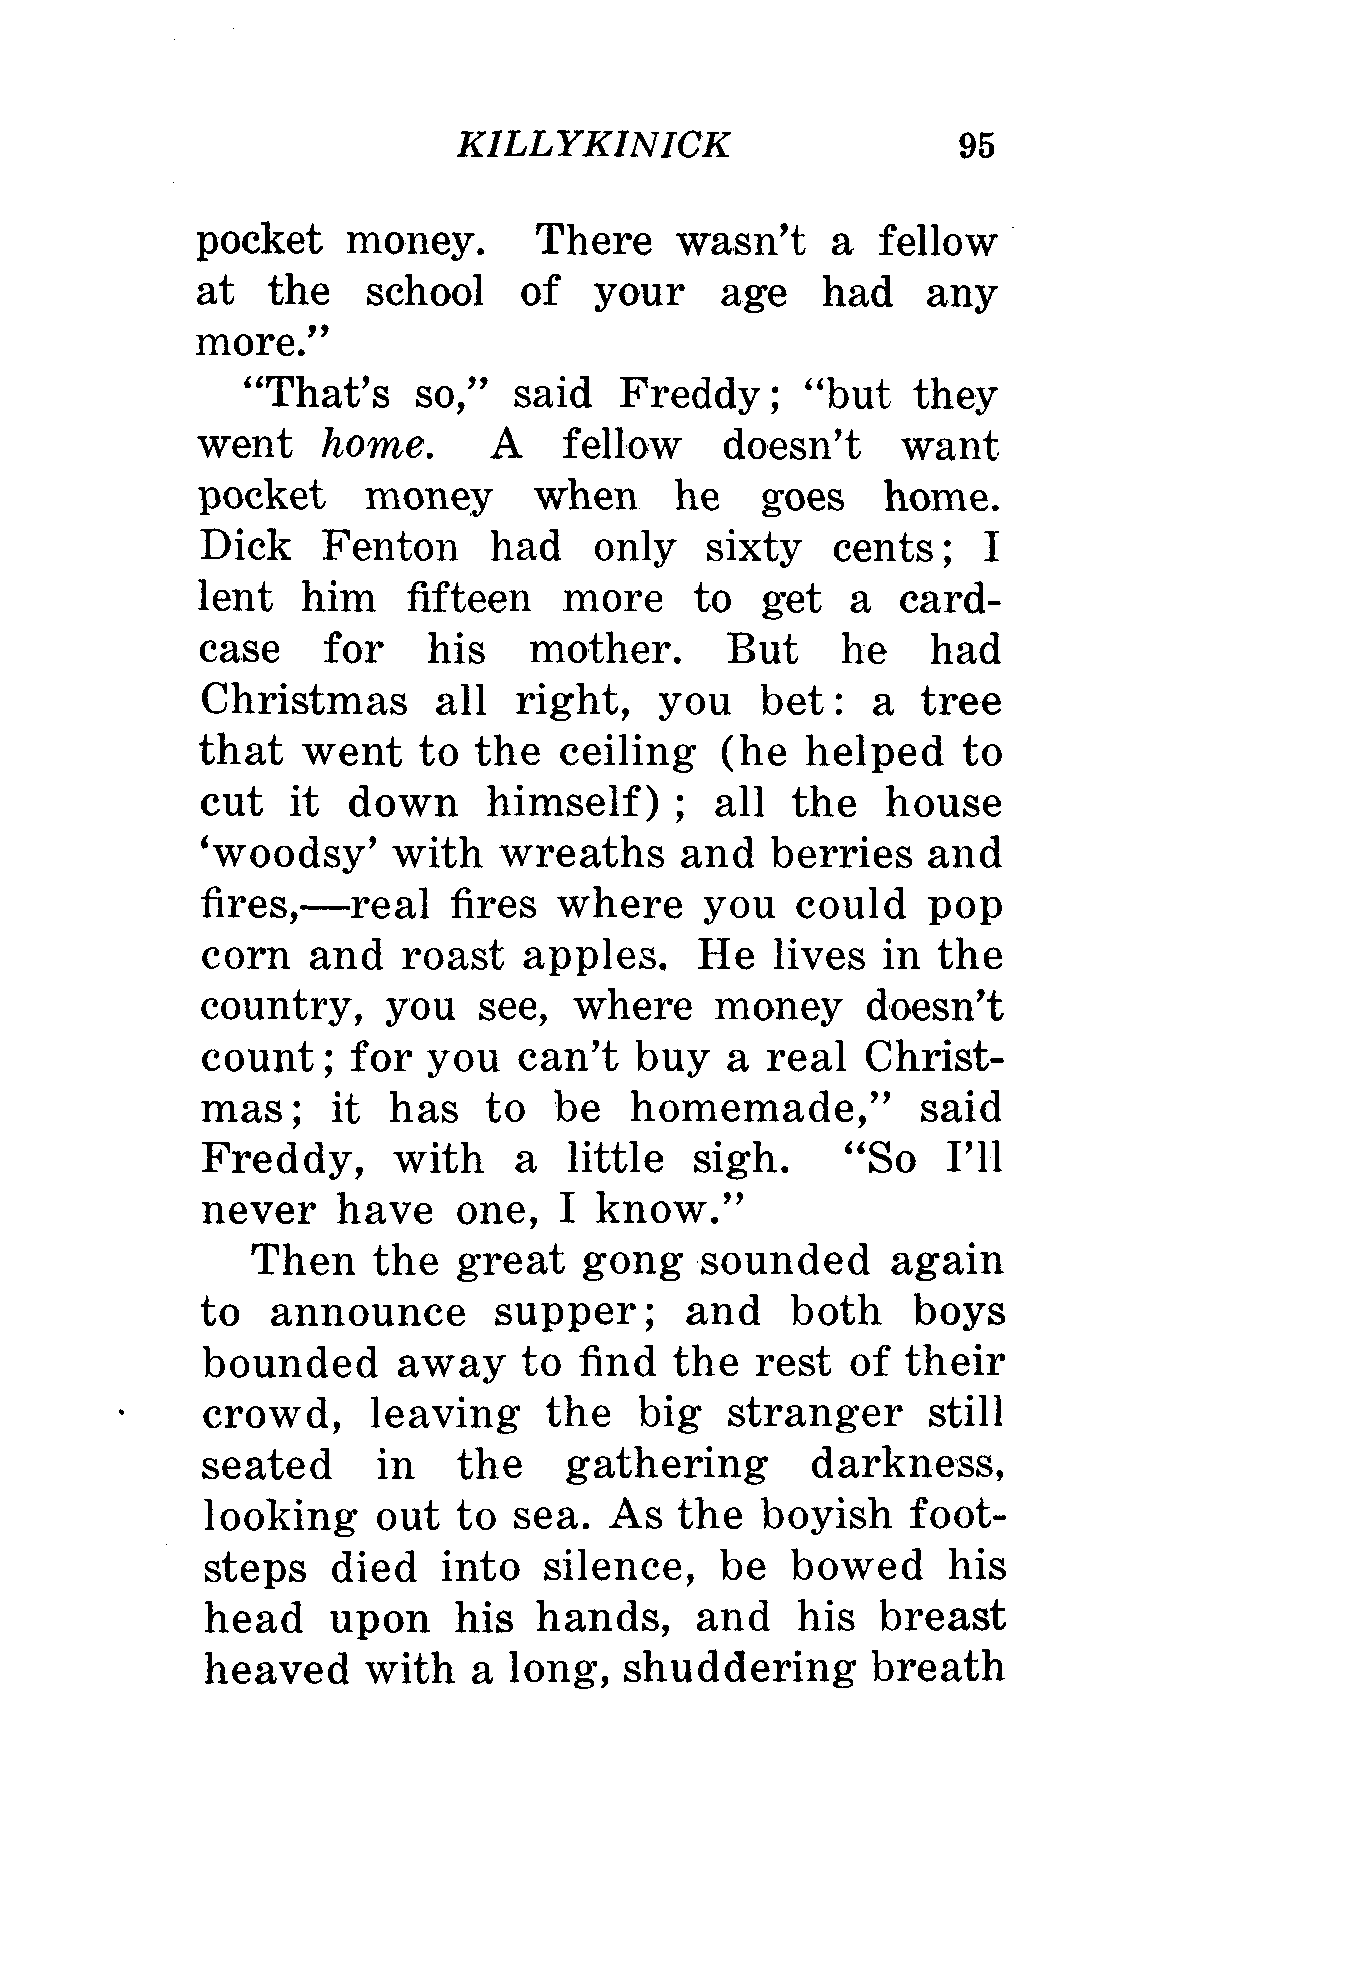 KILLYKINICK 95
pocket money. There wasn't a fellow
at the school of your age had any
more."
"That's so," said Freddy; "but they
went home. A fellow doesn't want
pocket money when he goes home.
Dick Fenton had only sixty cents; I
lent him fifteen more to get a card-
case for his mother. But he had
Christmas all right, you bet: a tree
that went to the ceiling (he helped to
cut it down himself) ; all the house
'woodsy' with wreaths and berries and
fires,—real fires where you could pop
corn and roast apples. He lives in the
country, you see, where money doesn't
count; for you can't buy a real Christ-
mas; it has to be homemade," said
Freddy, with a little sigh. "So I'll
never have one, I know."
Then the great gong sounded again
to announce supper; and both boys
bounded away to find the rest of their
crowd, leaving the big stranger still
seated in the gathering darkness,
looking out to sea. As the boyish foot-
steps died into silence, be bowed his
head upon his hands, and his breast
heaved with a long, shuddering breath